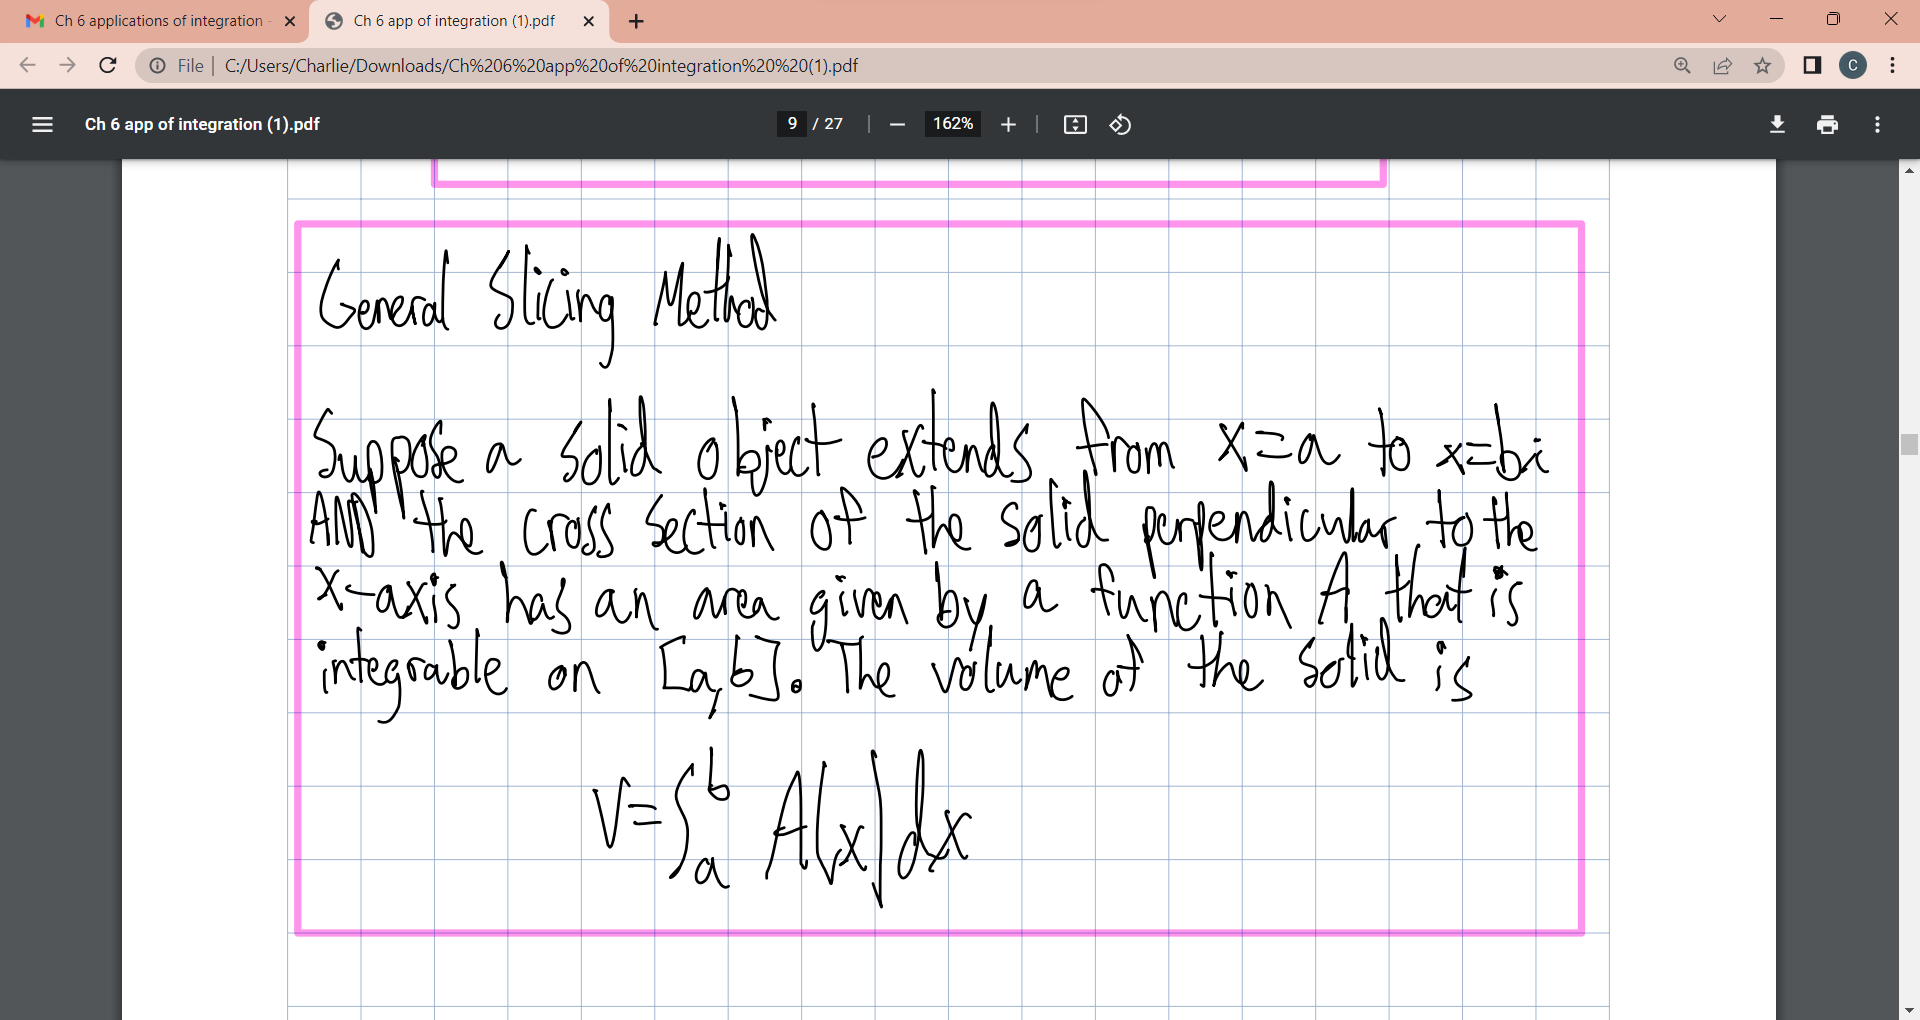 Ch 6 applications of integration -
Ch 6 app of integration (1).pdf
File | C:/Users/Charlie/Downloads/Ch%206%20app%20of%20integration%20%20(1).pdf
C
Ch 6 app of integration (1).pdf
9 / 27
162%
General Slicing Method
Suppose a solid object extends from x=a to x=b;
AND the cross section of the solid perpendicular to the
x-axis has an area given by a function A that is
integrable on [a,b]. The volume of the solid is
V=∫_a^b A(x)dx